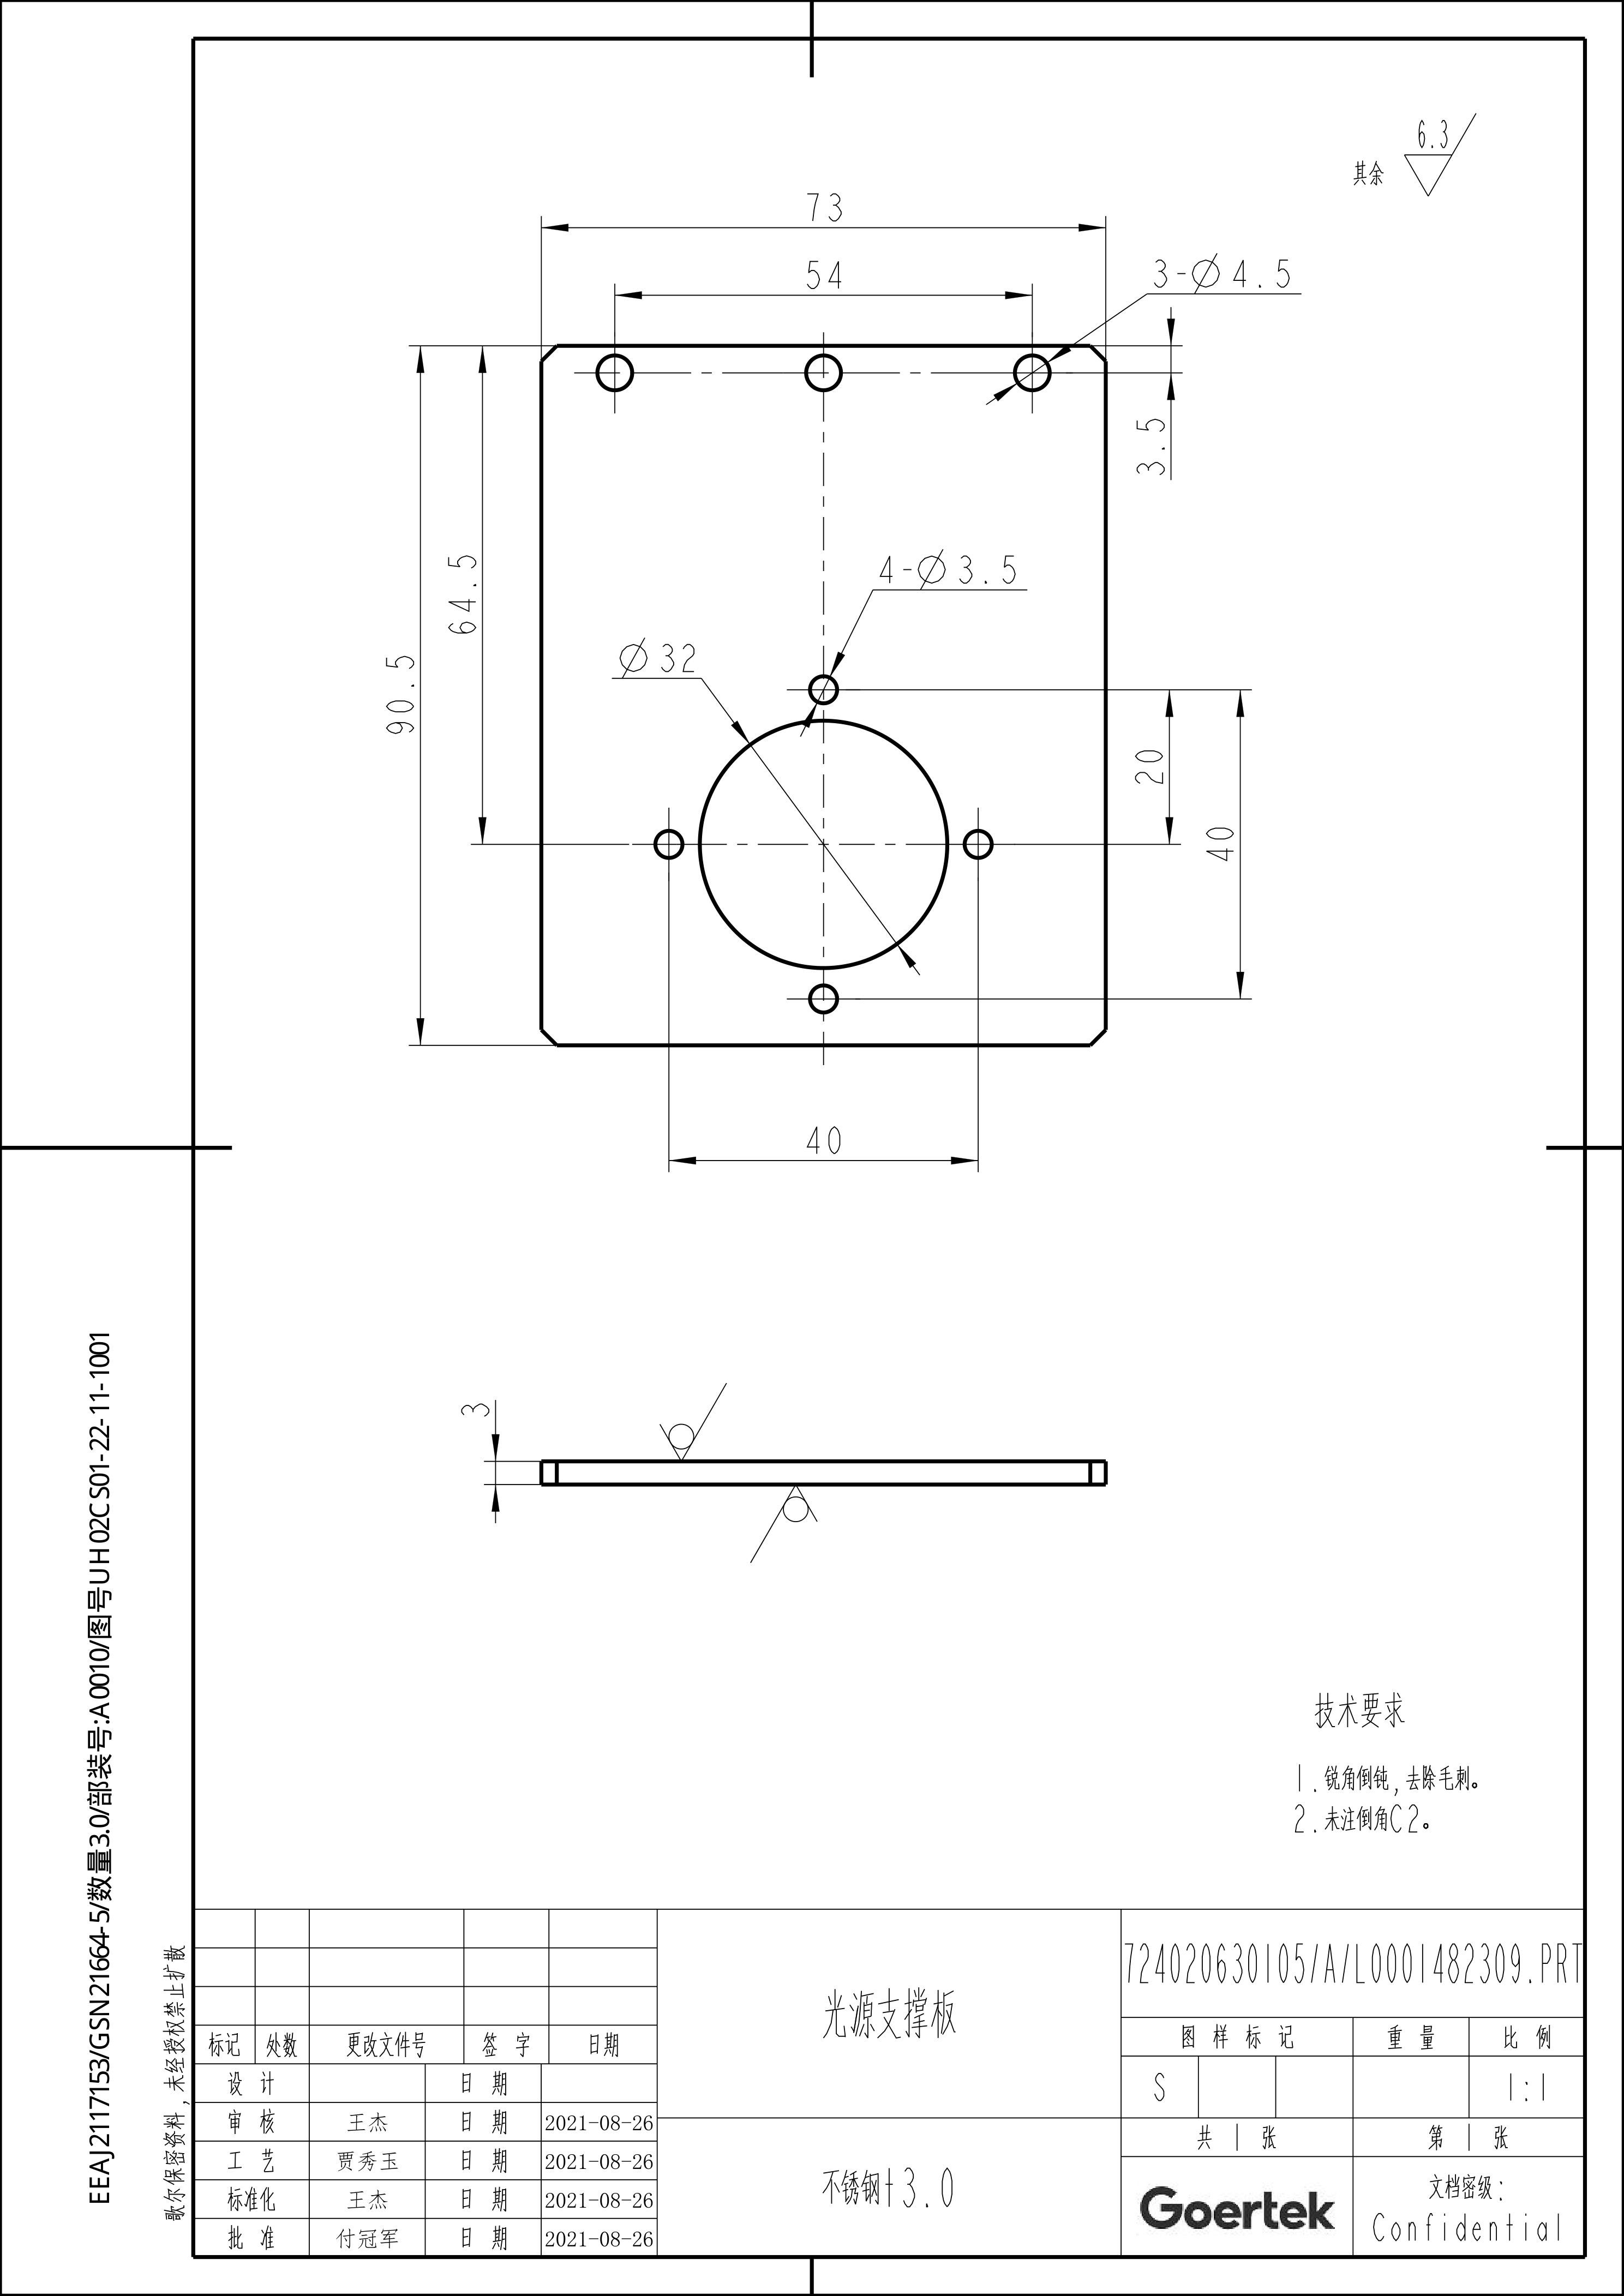 其余 6.3
73
54
3-∅4.5
3.5
64.5
90.5
4-∅3.5
∅32
20
40
40
3
技术要求
1.锐角倒钝,去除毛刺。
2.未注倒角C2。
EEAJ21117153/GSN21664-5/数量3.0/部装号:A0010/图号UH02CS01-22-11-1001
歌尔保密资料,未经授权禁止扩散
标记 处数 更改文件号 签 字 日期
设 计 日 期
审 核 王杰 日 期 2021-08-26
工 艺 贾秀玉 日 期 2021-08-26
标准化 王杰 日 期 2021-08-26
批 准 付冠军 日 期 2021-08-26
光源支撑板
不锈钢t3.0
724020630105/A/L0001482309.PRT
图 样 标 记 重 量 比 例
S 1:1
共 1 张 第 1 张
Goertek
文档密级:
Confidential